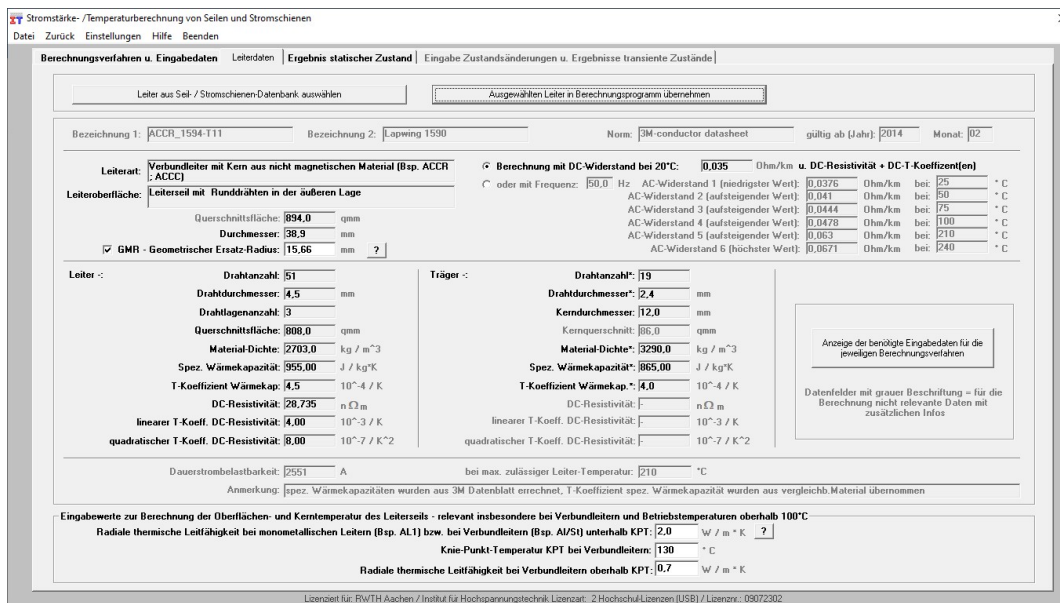 Stromstärke- /Temperaturberechnung von Seilen und Stromschienen
Datei Zurück Einstellungen Hilfe Beenden
Berechnungsverfahren u. Eingabedaten Leiterdaten Ergebnis statischer Zustand Eingabe Zustandsänderungen u. Ergebnisse transiente Zustände
Leiter aus Seil- / Stromschienen-Datenbank auswählen Ausgewählten Leiter in Berechnungsprogramm übernehmen
Bezeichnung 1: ACCR_1594-T11 Bezeichnung 2: Lapwing 1590 Norm: 3M-conductor datasheet gültig ab (Jahr): 2014 Monat: 02
Leiterart: Verbundleiter mit Kern aus nicht magnetischen Material (Bsp. ACCR ; ACCC)
Leiteroberfläche: Leiterseil mit Runddrähten in der äußeren Lage
Querschnittsfläche: 894,0 qmm
Durchmesser: 38,9 mm
GMR - Geometrischer Ersatz-Radius: 15,66 mm ?
Berechnung mit DC-Widerstand bei 20°C: 0,035 Ohm/km u. DC-Resistivität + DC-T-Koeffizent(en)
oder mit Frequenz: 50,0 Hz AC-Widerstand 1 (niedrigster Wert): 0,0376 Ohm/km bei: 25 ° C
AC-Widerstand 2 (aufsteigender Wert): 0,041 Ohm/km bei: 50 ° C
AC-Widerstand 3 (aufsteigender Wert): 0,0444 Ohm/km bei: 75 ° C
AC-Widerstand 4 (aufsteigender Wert): 0,0478 Ohm/km bei: 100 ° C
AC-Widerstand 5 (aufsteigender Wert): 0,063 Ohm/km bei: 210 ° C
AC-Widerstand 6 (höchster Wert): 0,0671 Ohm/km bei: 240 ° C
Leiter -:
Drahtanzahl: 51
Drahtdurchmesser: 4,5 mm
Drahtlagenanzahl: 3
Querschnittsfläche: 808,0 qmm
Material-Dichte: 2703,0 kg / m^3
Spez. Wärmekapazität: 955,00 J / kg*K
T-Koeffizient Wärmekap: 4,5 10^-4 / K
DC-Resistivität: 28,735 n Ω m
linearer T-Koeff. DC-Resistivität: 4,00 10^-3 / K
quadratischer T-Koeff. DC-Resistivität: 8,00 10^-7 / K^2
Träger -:
Drahtanzahl*: 19
Drahtdurchmesser*: 2,4 mm
Kerndurchmesser: 12,0 mm
Kernquerschnitt: 86,0 qmm
Material-Dichte*: 3290,0 kg / m^3
Spez. Wärmekapazität*: 865,00 J / kg*K
T-Koeffizient Wärmekap.*: 4,0 10^-4 / K
DC-Resistivität: - n Ω m
linearer T-Koeff. DC-Resistivität: - 10^-3 / K
quadratischer T-Koeff. DC-Resistivität: - 10^-7 / K^2
Anzeige der benötigte Eingabedaten für die
jeweiligen Berechnungsverfahren
Datenfelder mit grauer Beschriftung = für die
Berechnung nicht relevante Daten mit
zusätzlichen Infos
Dauerstrombelastbarkeit: 2551 A bei max. zulässiger Leiter-Temperatur: 210 °C
Anmerkung: spez. Wärmekapazitäten wurden aus 3M Datenblatt errechnet, T-Koeffizient spez. Wärmekapazität wurden aus vergleichb.Material übernommen
Eingabewerte zur Berechnung der Oberflächen- und Kerntemperatur des Leiterseils - relevant insbesondere bei Verbundleitern und Betriebstemperaturen oberhalb 100°C
Radiale thermische Leitfähigkeit bei monometallischen Leitern (Bsp. AL1) bzw. bei Verbundleitern (Bsp. Al/St) unterhalb KPT: 2,0 W / m * K ?
Knie-Punkt-Temperatur KPT bei Verbundleitern: 130 ° C
Radiale thermische Leitfähigkeit bei Verbundleitern oberhalb KPT: 0,7 W / m * K
Lizenziert für: RWTH Aachen / Institut für Hochspannungstechnik Lizenzart: 2 Hochschul-Lizenzen (USB) / Lizenznr.: 09072302